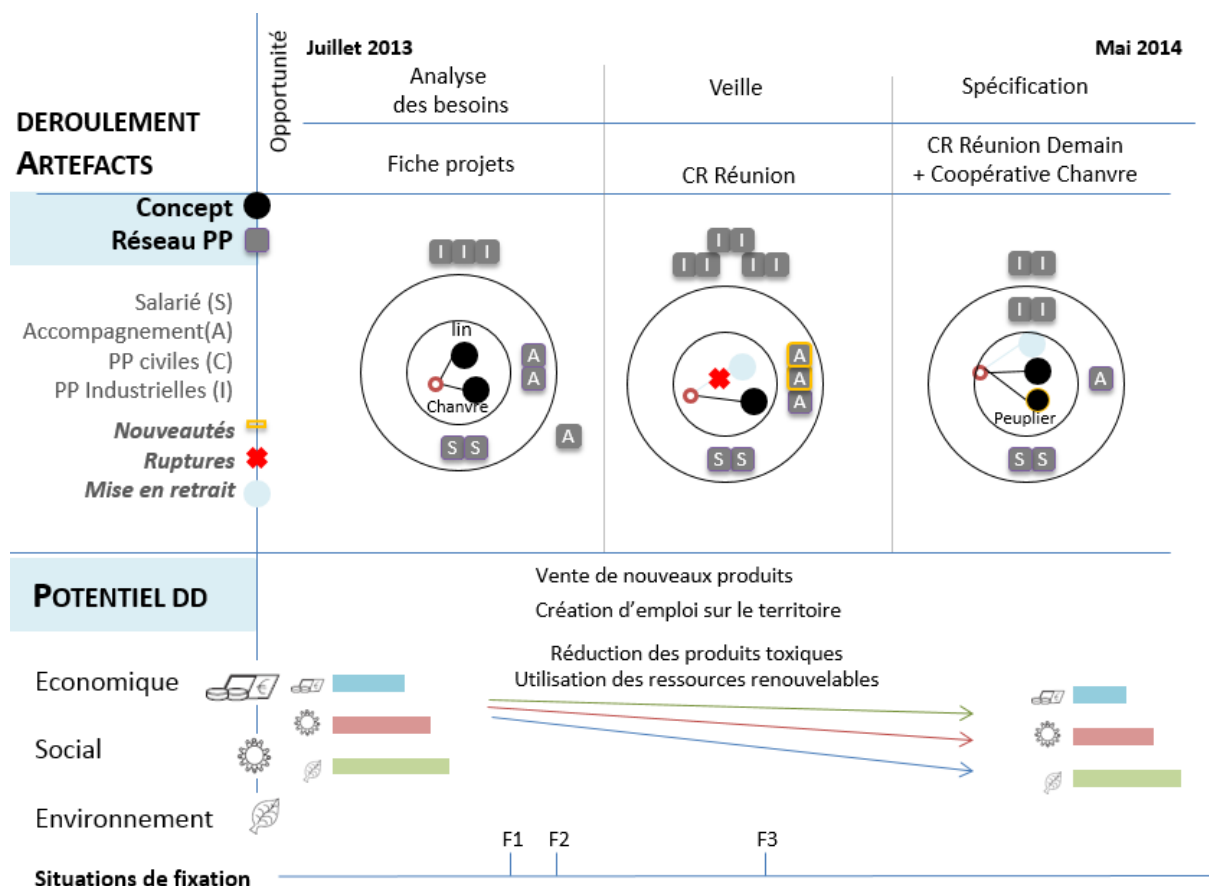 Opportunité
Juillet 2013
Mai 2014
Analyse
des besoins
Veille
Spécification
DEROULEMENT
ARTEFACTS
Fiche projets
CR Réunion
CR Réunion Demain
+ Coopérative Chanvre
Concept
Réseau PP
Salarié (S)
Accompagnement(A)
PP civiles (C)
PP Industrielles (I)
Nouveautés
Ruptures
Mise en retrait
I I I
lin
Chanvre
A
A
A
S S
I I
I I I I
A
A
A
S S
I I
I I
A
Peuplier
S S
POTENTIEL DD
Vente de nouveaux produits
Création d'emploi sur le territoire
Réduction des produits toxiques
Utilisation des ressources renouvelables
Economique
€
Social
Environnement
F1 F2 F3
Situations de fixation